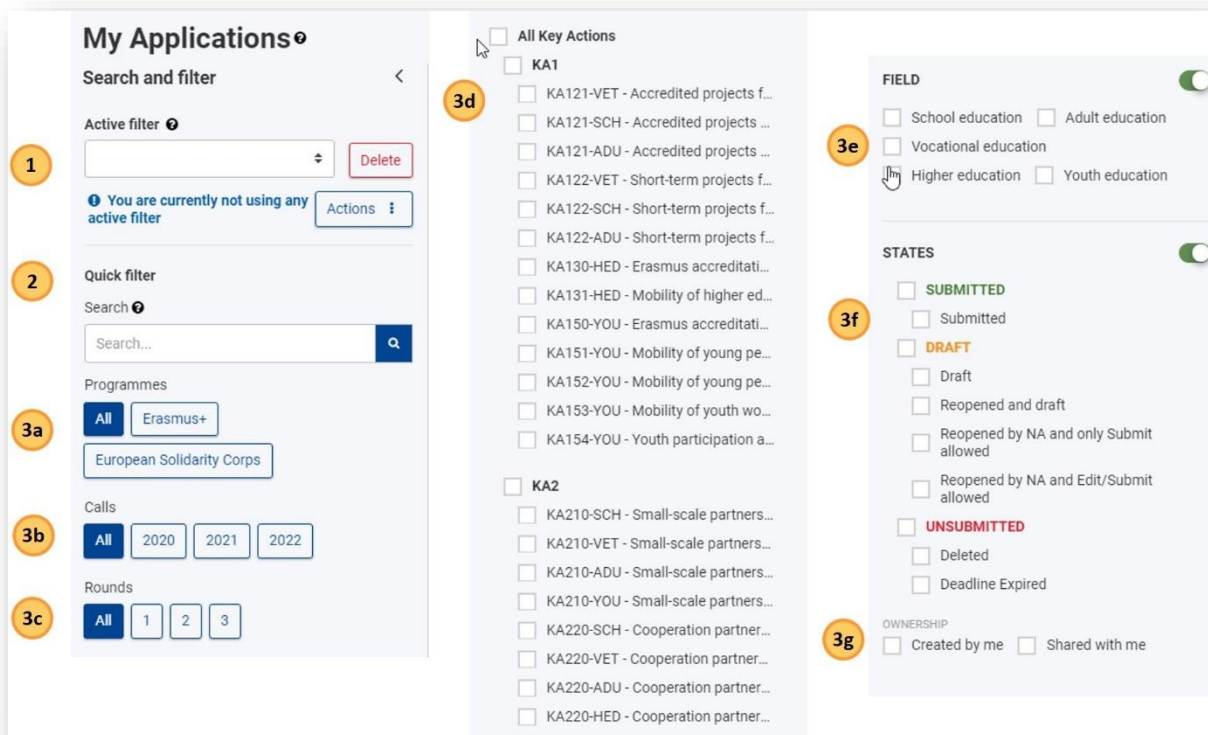 My Applications
Search and filter
Active filter
1
Delete
You are currently not using any
active filter
Actions
2
Quick filter
Search
Search...
Programmes
3a
All
Erasmus+
European Solidarity Corps
Calls
3b
All
2020
2021
2022
Rounds
3c
All
1
2
3
All Key Actions
KA1
3d
KA121-VET - Accredited projects f...
KA121-SCH - Accredited projects ...
KA121-ADU - Accredited projects ...
KA122-VET - Short-term projects f...
KA122-SCH - Short-term projects f...
KA122-ADU - Short-term projects f...
KA130-HED - Erasmus accreditati...
KA131-HED - Mobility of higher ed...
KA150-YOU - Erasmus accreditati...
KA151-YOU - Mobility of young pe...
KA152-YOU - Mobility of young pe...
KA153-YOU - Mobility of youth wo...
KA154-YOU - Youth participation a...
KA2
KA210-SCH - Small-scale partners...
KA210-VET - Small-scale partners...
KA210-ADU - Small-scale partners...
KA210-YOU - Small-scale partners...
KA220-SCH - Cooperation partner...
KA220-VET - Cooperation partner...
KA220-ADU - Cooperation partner...
KA220-HED - Cooperation partner...
FIELD
School education
Adult education
3e
Vocational education
Higher education
Youth education
STATES
SUBMITTED
3f
Submitted
DRAFT
Draft
Reopened and draft
Reopened by NA and only Submit
allowed
Reopened by NA and Edit/Submit
allowed
UNSUBMITTED
Deleted
Deadline Expired
OWNERSHIP
3g
Created by me
Shared with me